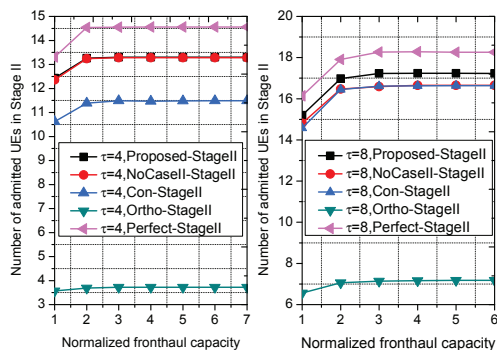 Number of admitted UEs in Stage II
15
14
13
12
11
10
9
8
7
6
5
4
3
τ=4,Proposed-StageII
τ=4,NoCaseII-StageII
τ=4,Con-StageII
τ=4,Ortho-StageII
τ=4,Perfect-StageII
1 2 3 4 5 6 7
Normalized fronthaul capacity
Number of admitted UEs in Stage II
20
18
16
14
12
10
8
6
τ=8,Proposed-StageII
τ=8,NoCaseII-StageII
τ=8,Con-StageII
τ=8,Ortho-StageII
τ=8,Perfect-StageII
1 2 3 4 5 6
Normalized fronthaul capacity